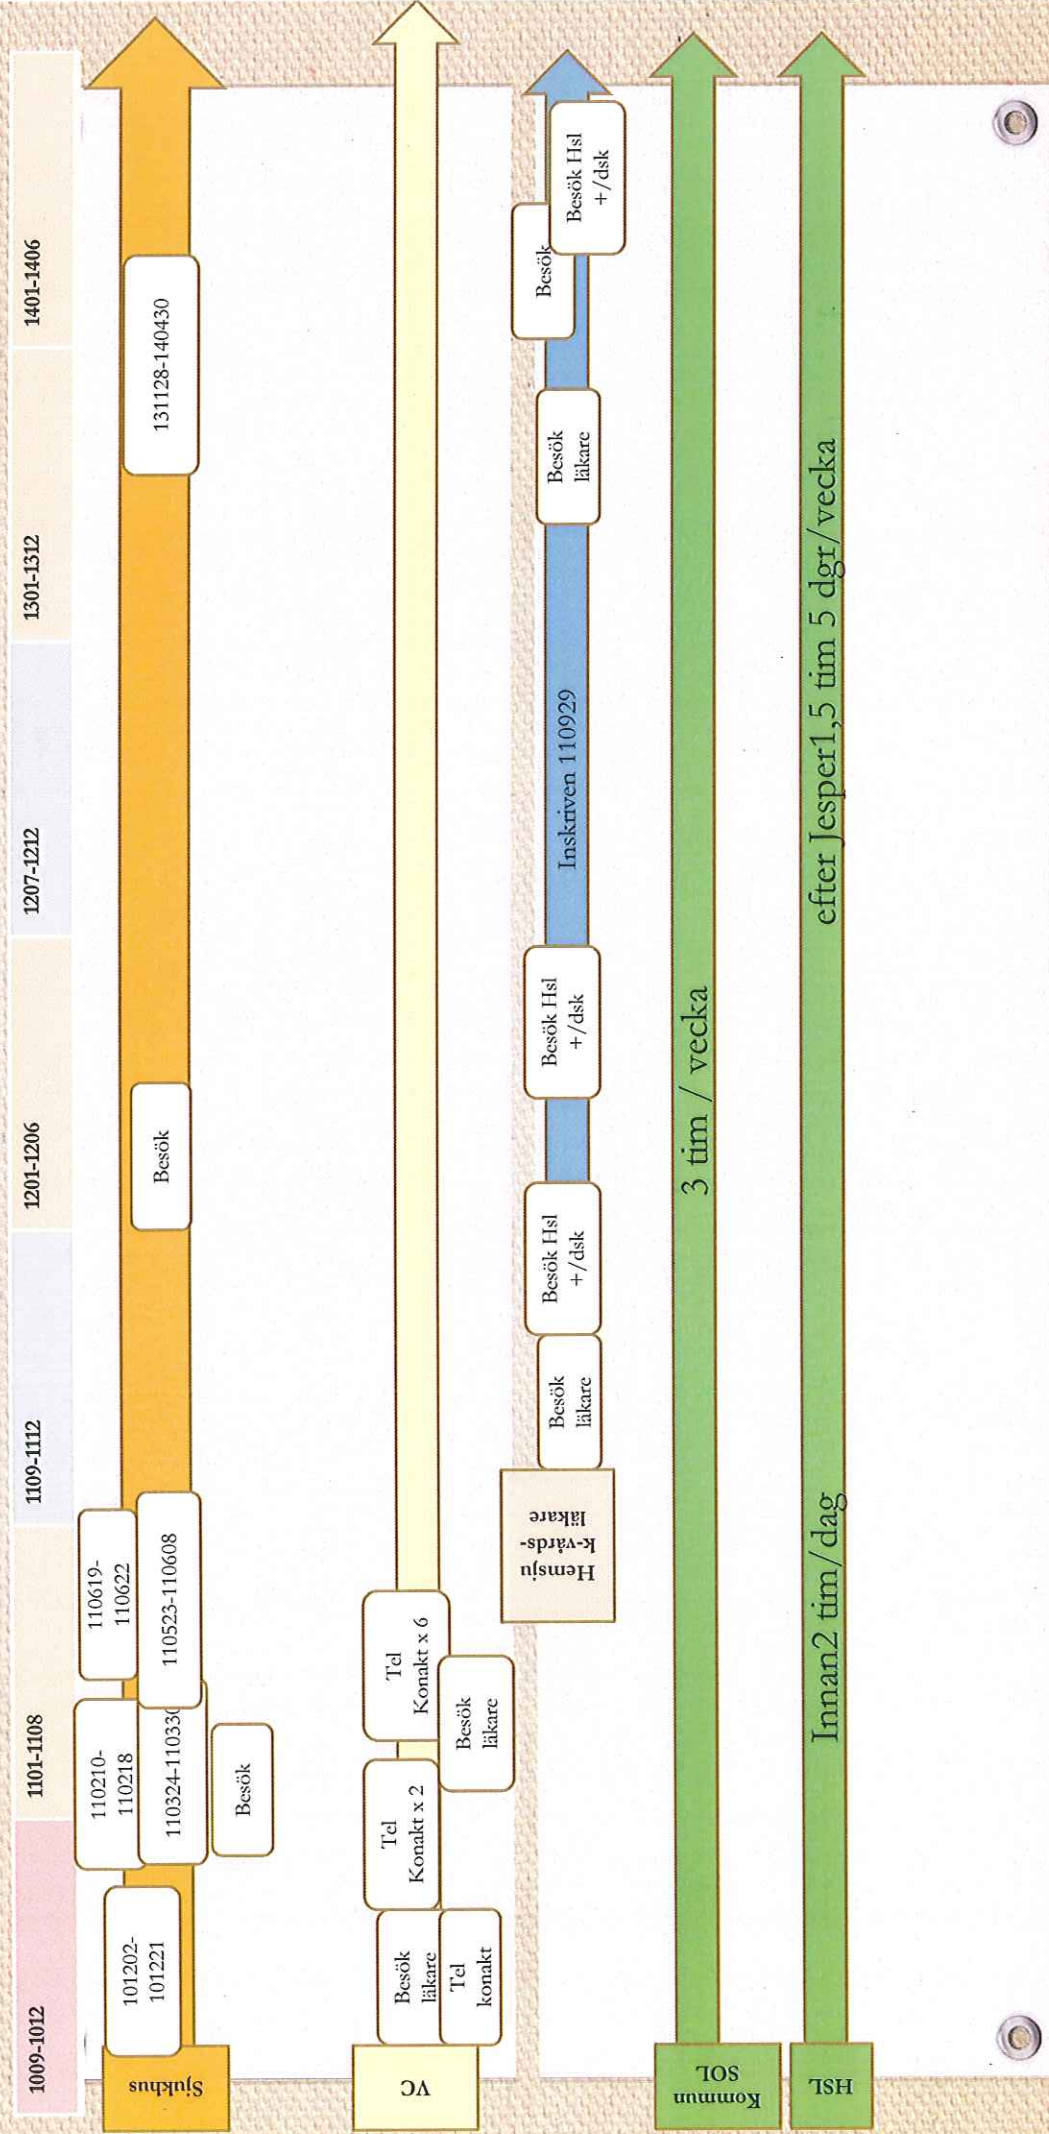 1009-1012
1101-1108
1109-1112
1201-1206
1207-1212
1301-1312
1401-1406
Sjukhus
101202-
101221
110210-
110218
110324-110330
Besök
110619-
110622
110523-110608
Besök
131128-140430
VC
Besök
läkare
Tel
konakt
Tel
Konakt x 2
Tel
Konakt x 6
Besök
läkare
Hemsju
k-vårds-
läkare
Besök
läkare
Besök Hsl
+/dsk
Besök Hsl
+/dsk
Inskriven 110929
Besök
läkare
Besök
Besök Hsl
+/dsk
Kommun
SOL
3 tim / vecka
HSL
Innan2 tim/dag
efter Jesper1,5 tim 5 dgr/vecka